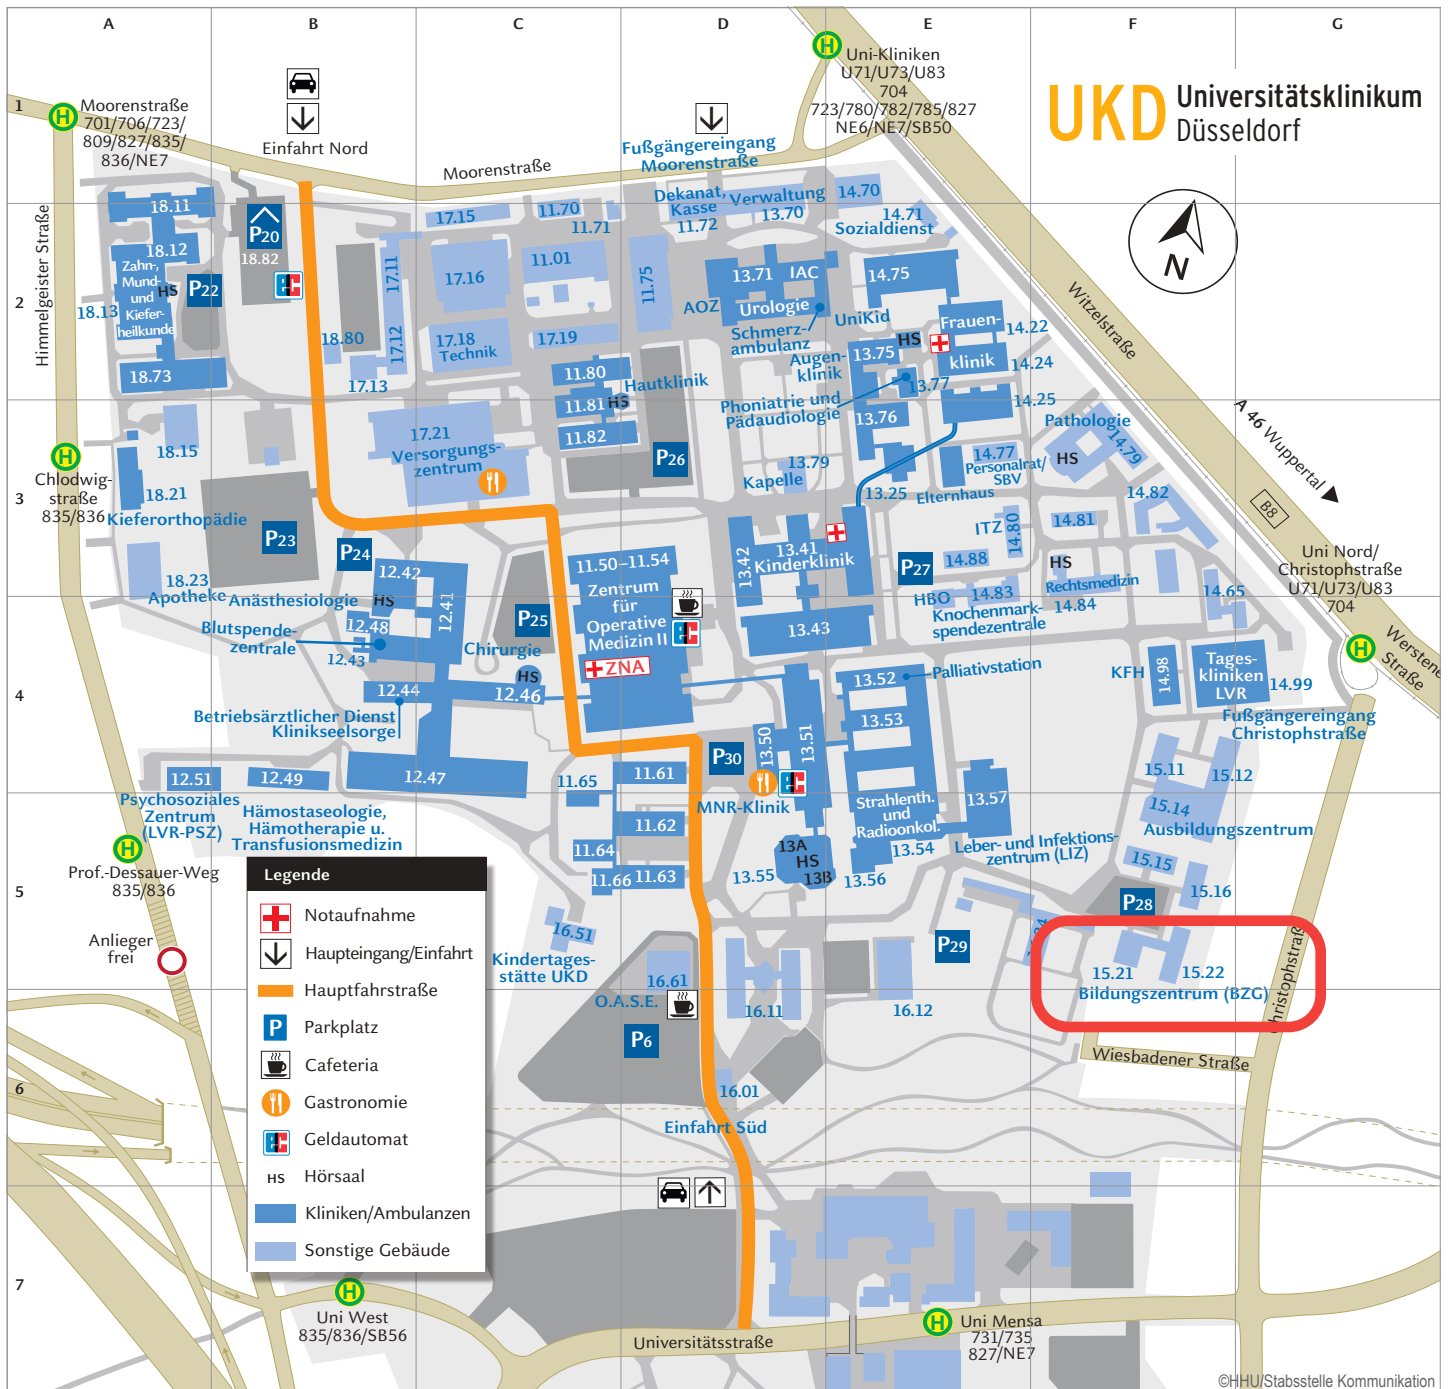 A
B
C
D
E
F
G
1
2
3
4
5
6
7
UKD Universitätsklinikum
Düsseldorf
N
H
Uni-Kliniken
U71/U73/U83
704
723/780/782/785/827
NE6/NE7/SB50
H
Moorenstraße
701/706/723/
809/827/835/
836/NE7
Einfahrt Nord
Moorenstraße
Fußgängereingang
Moorenstraße
Himmelgeister Straße
Witzelstraße
A 46 Wuppertal
B8
18.11
18.12
Zahn-,
Mund-
und
Kiefer-
heilkunde
HS
18.13
18.73
P20
18.82
P22
EC
18.80
17.11
17.12
17.13
17.15
17.16
17.18
Technik
17.19
11.70
11.71
11.01
11.75
Dekanat,
Kasse
11.72
Verwaltung
13.70
14.70
14.71
Sozialdienst
AOZ
13.71
IAC
Urologie
Schmerz-
ambulanz
UniKid
14.75
Augen-
klinik
13.75
HS
Frauen-
klinik
14.22
14.24
14.25
13.77
Phoniatrie und
Pädaudiologie
13.76
11.80
11.81
HS
11.82
Hautklinik
P26
17.21
Versorgungs-
zentrum
18.15
18.21
Kieferorthopädie
H
Chlodwig-
straße
835/836
P23
P24
18.23
Apotheke
Anästhesiologie
12.42
HS
12.41
12.48
12.43
Blutspende-
zentrale
P25
Chirurgie
HS
12.44
12.46
Betriebsärztlicher Dienst
Klinikseelsorge
12.47
12.49
12.51
Psychosoziales
Zentrum
(LVR-PSZ)
Hämostaseologie,
Hämotherapie u.
Transfusionsmedizin
11.50–11.54
Zentrum
für
Operative
Medizin II
ZNA
EC
13.79
Kapelle
13.42
13.41
Kinderklinik
13.43
13.25
Elternhaus
14.77
Personalrat/
SBV
Pathologie
HS
14.79
14.82
14.81
ITZ
14.80
P27
14.88
HS
Rechtsmedizin
HBO
14.83
14.84
Knochenmark-
spendezentrale
14.65
Uni Nord/
Christophstraße
U71/U73/U83
704
H
Werstener
Straße
13.52
Palliativstation
13.53
KFH
14.98
Tages-
kliniken
LVR
14.99
Fußgängereingang
Christophstraße
P30
13.50
13.51
EC
MNR-Klinik
11.61
11.62
11.63
11.64
11.65
11.66
13A
HS
13B
13.55
13.56
13.54
Strahlenth.
und
Radioonkol.
13.57
Leber- und Infektions-
zentrum (LIZ)
15.11
15.12
15.14
Ausbildungszentrum
15.15
15.16
P28
15.21
15.22
Bildungszentrum (BZG)
Christophstraße
Wiesbadener Straße
P29
16.12
16.11
16.51
Kindertages-
stätte UKD
16.61
O.A.S.E.
P6
16.01
Einfahrt Süd
H
Prof.-Dessauer-Weg
835/836
Anlieger
frei
Legende
Notaufnahme
Haupteingang/Einfahrt
Hauptfahrstraße
P Parkplatz
Cafeteria
Gastronomie
EC Geldautomat
HS Hörsaal
Kliniken/Ambulanzen
Sonstige Gebäude
H
Uni West
835/836/SB56
Universitätsstraße
H
Uni Mensa
731/735
827/NE7
©HHU/Stabsstelle Kommunikation